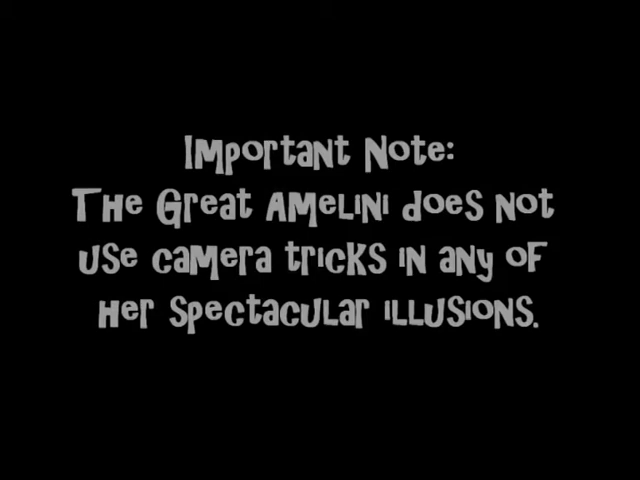 Important Note:
The Great Amelini does not
use camera tricks in any of
her spectacular illusions.